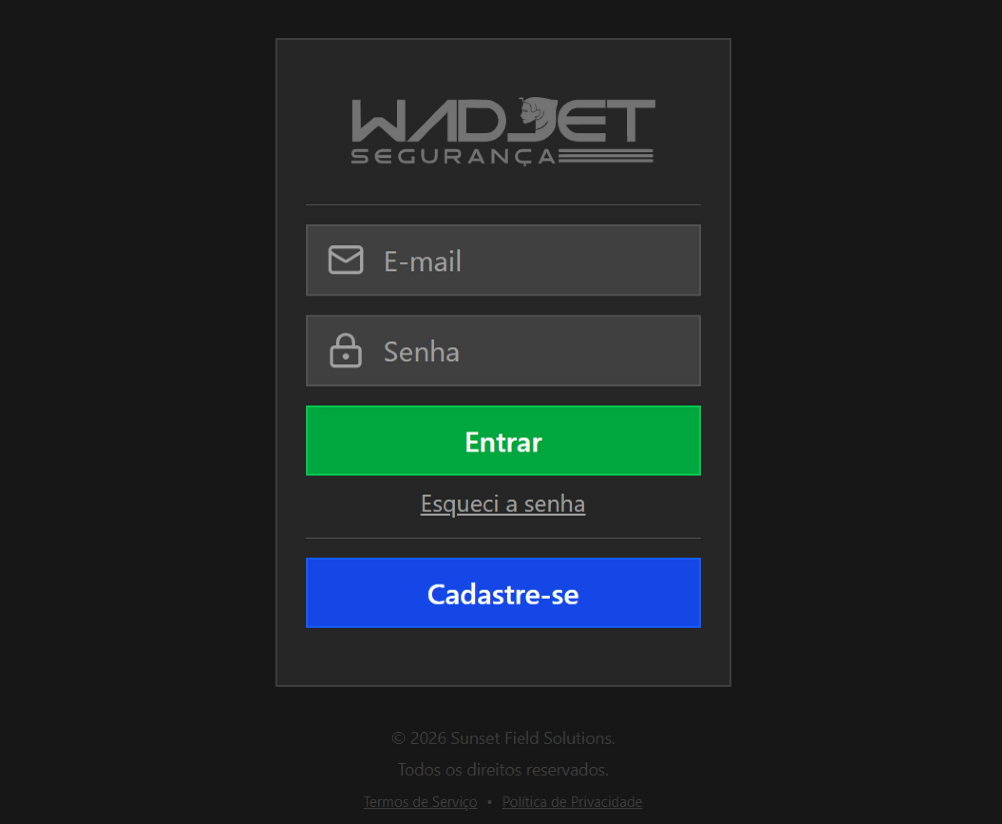 WADJET
SEGURANÇA
E-mail
Senha
Entrar
Esqueci a senha
Cadastre-se
© 2026 Sunset Field Solutions.
Todos os direitos reservados.
Termos de Serviço • Política de Privacidade